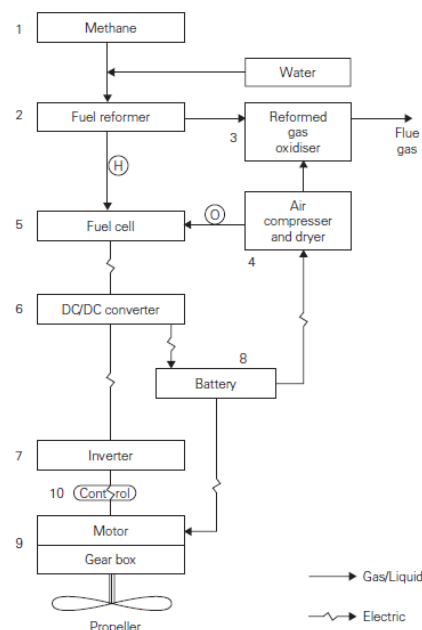 1
Methane
Water
2
Fuel reformer
3
Reformed
gas
oxidiser
Flue
gas
H
5
Fuel cell
O
Air
compresser
and dryer
4
6
DC/DC converter
8
Battery
7
Inverter
10
Control
9
Motor
Gear box
Gas/Liquid
Electric
Propeller